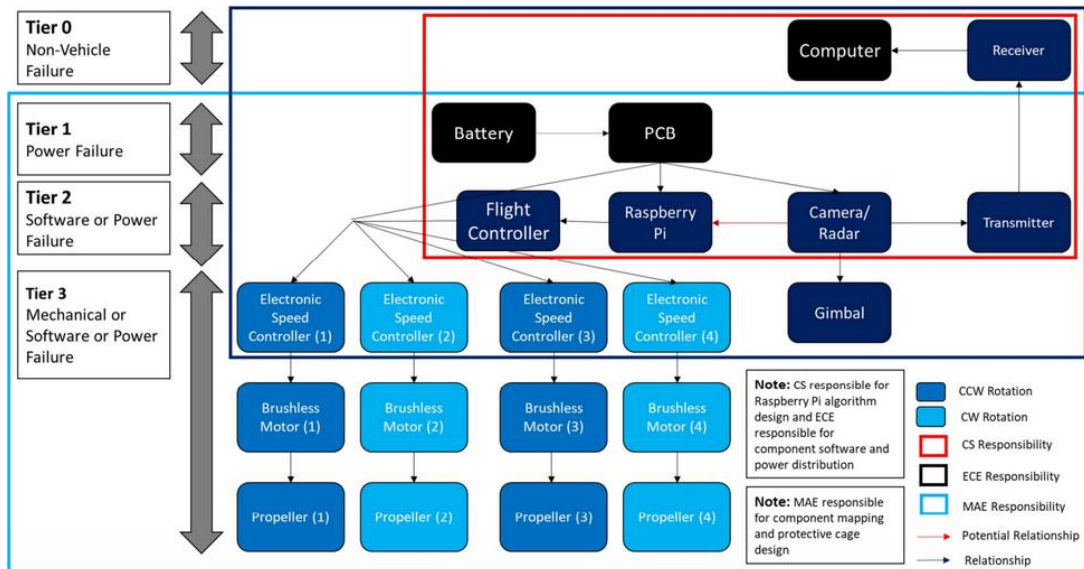 Tier 0
Non-Vehicle
Failure
Computer
Receiver
Tier 1
Power Failure
Battery
PCB
Tier 2
Software or Power
Failure
Flight
Controller
Raspberry
Pi
Camera/
Radar
Transmitter
Tier 3
Mechanical or
Software or Power
Failure
Electronic
Speed
Controller (1)
Electronic
Speed
Controller (2)
Electronic
Speed
Controller (3)
Electronic
Speed
Controller (4)
Gimbal
Brushless
Motor (1)
Brushless
Motor (2)
Brushless
Motor (3)
Brushless
Motor (4)
Propeller (1)
Propeller (2)
Propeller (3)
Propeller (4)
Note: CS responsible for
Raspberry Pi algorithm
design and ECE
responsible for
component software and
power distribution
Note: MAE responsible
for component mapping
and protective cage
design
CCW Rotation
CW Rotation
CS Responsibility
ECE Responsibility
MAE Responsibility
Potential Relationship
Relationship